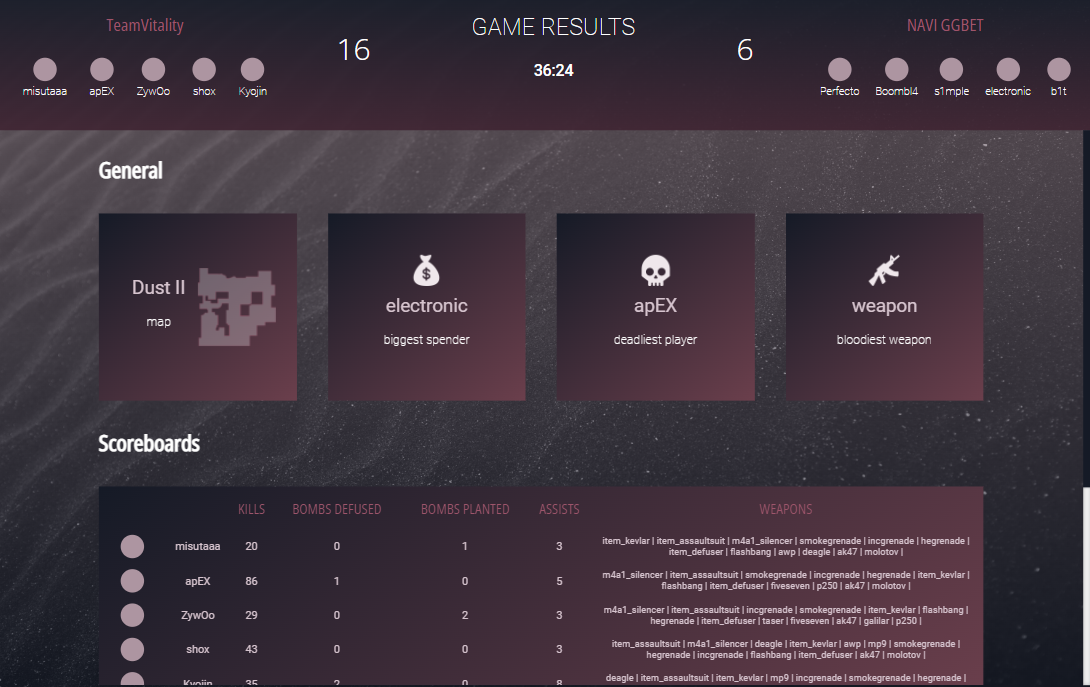 TeamVitality
GAME RESULTS
NAVI GGBET
16
6
36:24
misutaaa apEX ZywOo shox Kyojin
Perfecto Boombl4 s1mple electronic b1t
General
Dust II
map
$
electronic
biggest spender
apEX
deadliest player
weapon
bloodiest weapon
Scoreboards
KILLS BOMBS DEFUSED BOMBS PLANTED ASSISTS WEAPONS
misutaaa 20 0 1 3 item_kevlar | item_assaultsuit | m4a1_silencer | smokegrenade | incgrenade | hegrenade |
item_defuser | flashbang | awp | deagle | ak47 | molotov |
apEX 86 1 0 5 m4a1_silencer | item_assaultsuit | smokegrenade | incgrenade | hegrenade | item_kevlar |
flashbang | item_defuser | fiveseven | p250 | ak47 | molotov |
ZywOo 29 0 2 3 m4a1_silencer | item_assaultsuit | incgrenade | smokegrenade | item_kevlar | flashbang |
hegrenade | item_defuser | taser | fiveseven | ak47 | galilar | p250 |
shox 43 0 0 3 item_assaultsuit | m4a1_silencer | deagle | item_kevlar | awp | mp9 | smokegrenade |
hegrenade | incgrenade | flashbang | item_defuser | ak47 | molotov |
Kyojin 35 2 0 8 deagle | item_assaultsuit | item_kevlar | mp9 | incgrenade | smokegrenade | hegrenade |